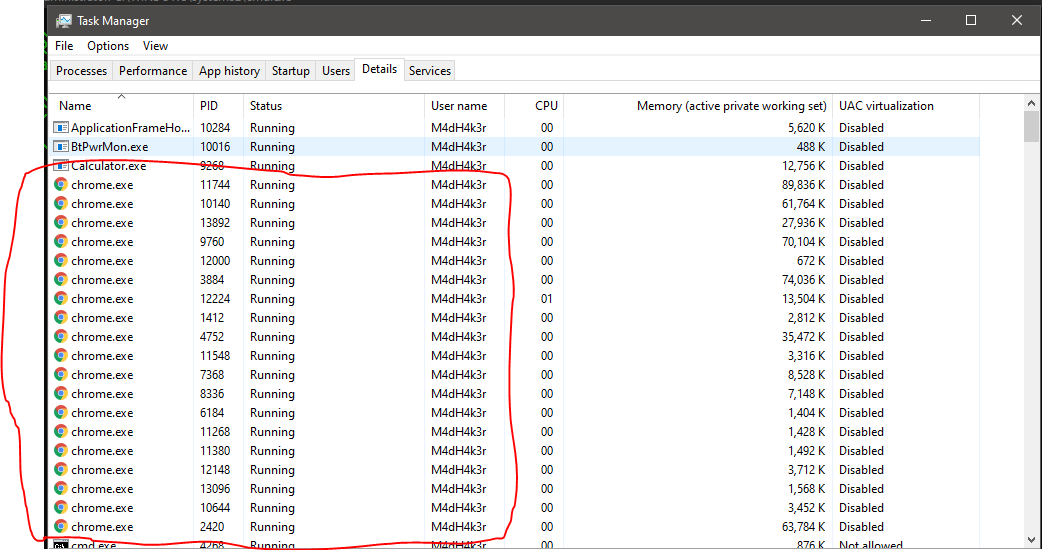 Task Manager
File Options View
Processes Performance App history Startup Users Details Services
Name PID Status User name CPU Memory (active private working set) UAC virtualization
ApplicationFrameHo... 10284 Running M4dH4k3r 00 5,620 K Disabled
BtPwrMon.exe 10016 Running M4dH4k3r 00 488 K Disabled
Calculator.exe 9268 Running M4dH4k3r 00 12,756 K Disabled
chrome.exe 11744 Running M4dH4k3r 00 89,836 K Disabled
chrome.exe 10140 Running M4dH4k3r 00 61,764 K Disabled
chrome.exe 13892 Running M4dH4k3r 00 27,936 K Disabled
chrome.exe 9760 Running M4dH4k3r 00 70,104 K Disabled
chrome.exe 12000 Running M4dH4k3r 00 672 K Disabled
chrome.exe 3884 Running M4dH4k3r 00 74,036 K Disabled
chrome.exe 12224 Running M4dH4k3r 01 13,504 K Disabled
chrome.exe 1412 Running M4dH4k3r 00 2,812 K Disabled
chrome.exe 4752 Running M4dH4k3r 00 35,472 K Disabled
chrome.exe 11548 Running M4dH4k3r 00 3,316 K Disabled
chrome.exe 7368 Running M4dH4k3r 00 8,528 K Disabled
chrome.exe 8336 Running M4dH4k3r 00 7,148 K Disabled
chrome.exe 6184 Running M4dH4k3r 00 1,404 K Disabled
chrome.exe 11268 Running M4dH4k3r 00 1,428 K Disabled
chrome.exe 11380 Running M4dH4k3r 00 1,492 K Disabled
chrome.exe 12148 Running M4dH4k3r 00 3,712 K Disabled
chrome.exe 13096 Running M4dH4k3r 00 1,568 K Disabled
chrome.exe 10644 Running M4dH4k3r 00 3,452 K Disabled
chrome.exe 2420 Running M4dH4k3r 00 63,784 K Disabled
cmd.exe 4268 Running M4dH4k3r 00 876 K Not allowed